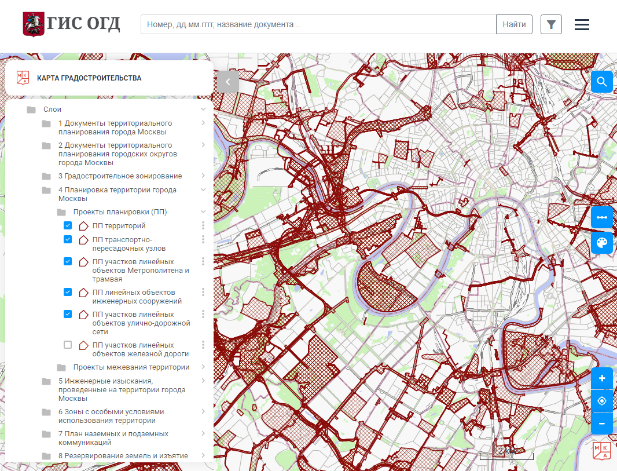 ГИС ОГД
Номер, дд.мм.ггг, название документа ...
Найти
КАРТА ГРАДОСТРОИТЕЛЬСТВА
Слои
1 Документы территориального
планирования города Москвы
2 Документы территориального
планирования городских округов
города Москвы
3 Градостроительное зонирование
4 Планировка территории города
Москвы
Проекты планировки (ПП)
ПП территорий
ПП транспортно-
пересадочных узлов
ПП участков линейных
объектов Метрополитена и
трамвая
ПП линейных объектов
инженерных сооружений
ПП участков линейных
объектов улично-дорожной
сети
ПП участков линейных
объектов железной дороги
Проекты межевания территории
5 Инженерные изыскания,
проведенные на территории города
Москвы
6 Зоны с особыми условиями
использования территории
7 План наземных и подземных
коммуникаций
8 Резервирование земель и изъятие